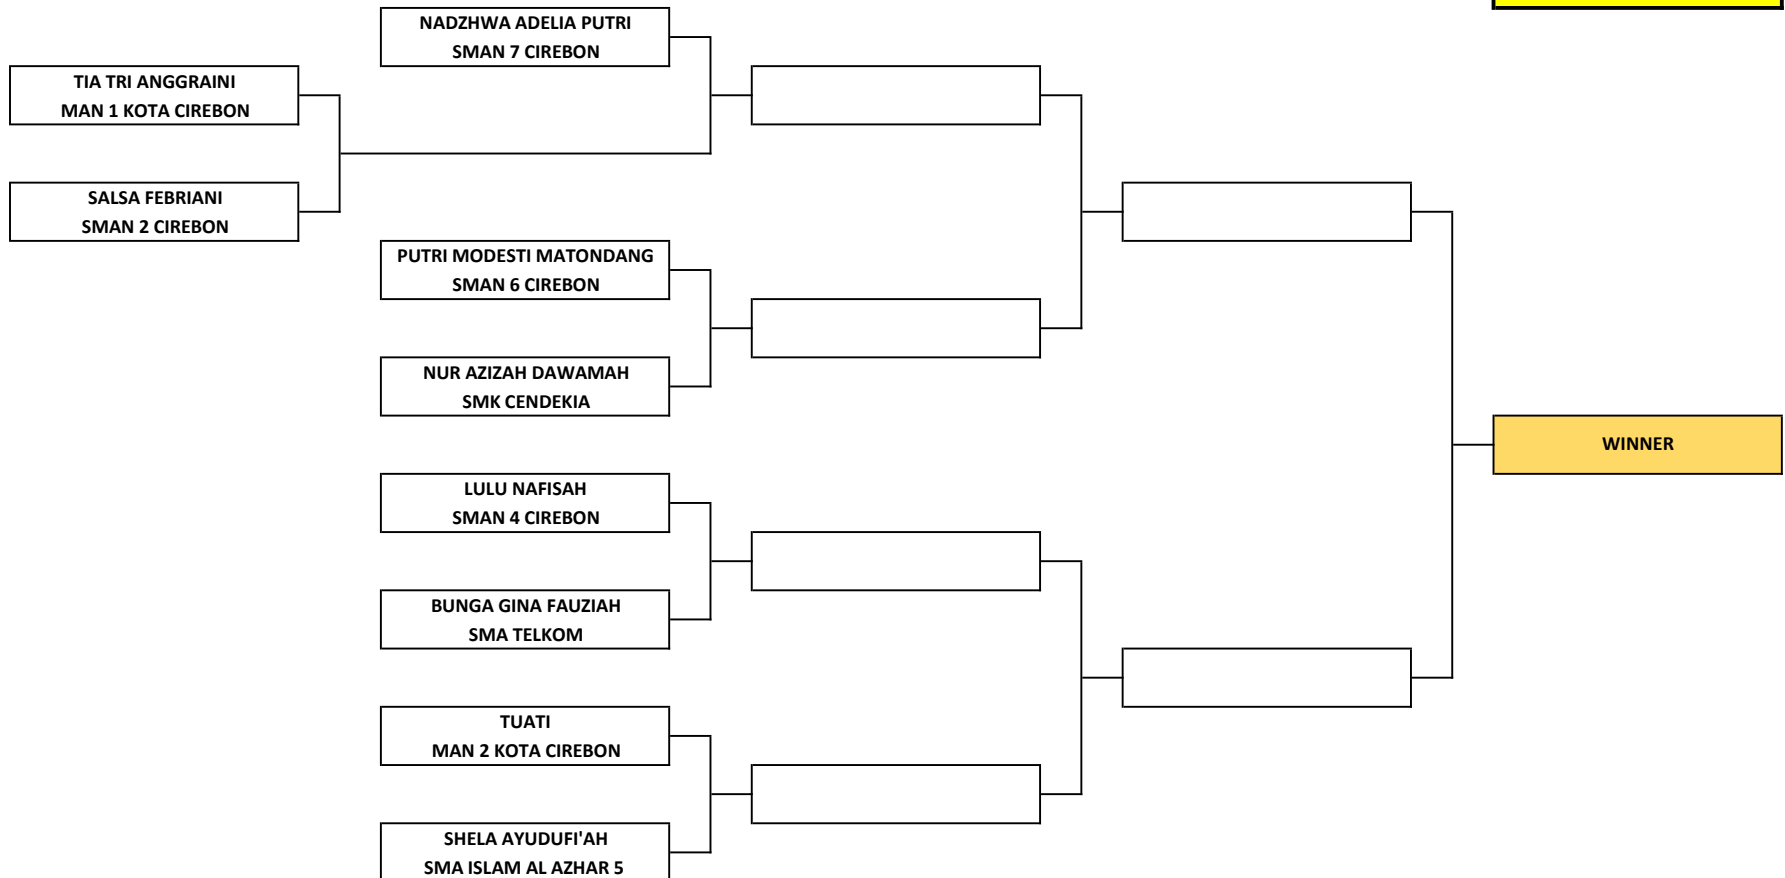 NADZHWA ADELIA PUTRI
SMAN 7 CIREBON
TIA TRI ANGGRAINI
MAN 1 KOTA CIREBON
SALSA FEBRIANI
SMAN 2 CIREBON
PUTRI MODESTI MATONDANG
SMAN 6 CIREBON
NUR AZIZAH DAWAMAH
SMK CENDEKIA
WINNER
LULU NAFISAH
SMAN 4 CIREBON
BUNGA GINA FAUZIAH
SMA TELKOM
TUATI
MAN 2 KOTA CIREBON
SHELA AYUDUFI'AH
SMA ISLAM AL AZHAR 5